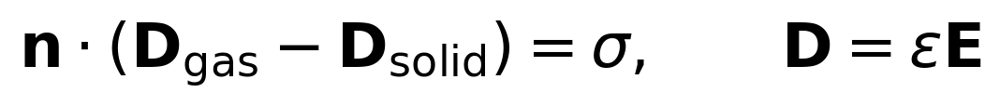 n · (D_gas − D_solid) = σ,  D = εE